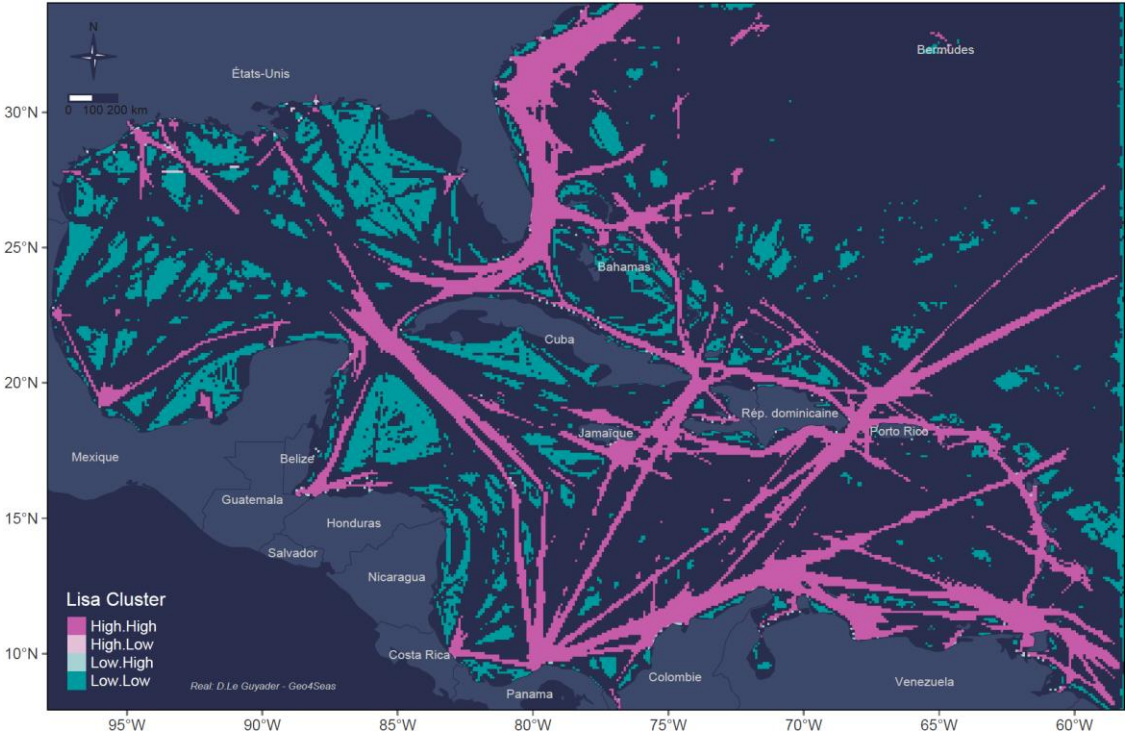 N
États-Unis
Bermudes
0 100 200 km
30°N
25°N
Bahamas
Cuba
20°N
Rép. dominicaine
Jamaïque
Porto Rico
Mexique
Belize
Guatemala
15°N
Honduras
Salvador
Nicaragua
Lisa Cluster
High.High
High.Low
Low.High
Low.Low
10°N
Costa Rica
Real: D.Le Guyader - Geo4Seas
Panama
Colombie
Venezuela
95°W 90°W 85°W 80°W 75°W 70°W 65°W 60°W